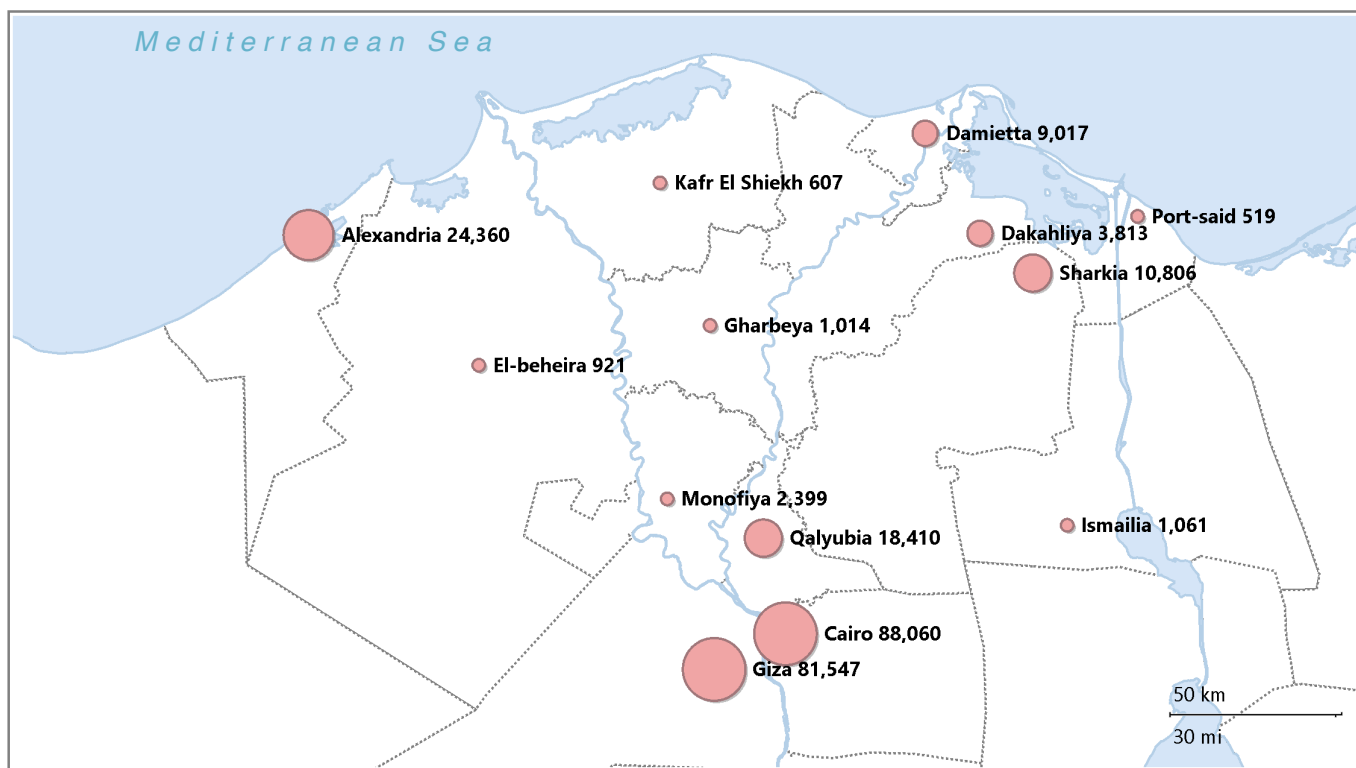 Mediterranean Sea
Damietta 9,017
Kafr El Shiekh 607
Port-said 519
Alexandria 24,360
Dakahliya 3,813
Sharkia 10,806
Gharbeya 1,014
El-beheira 921
Monofiya 2,399
Ismailia 1,061
Qalyubia 18,410
Cairo 88,060
Giza 81,547
50 km
30 mi